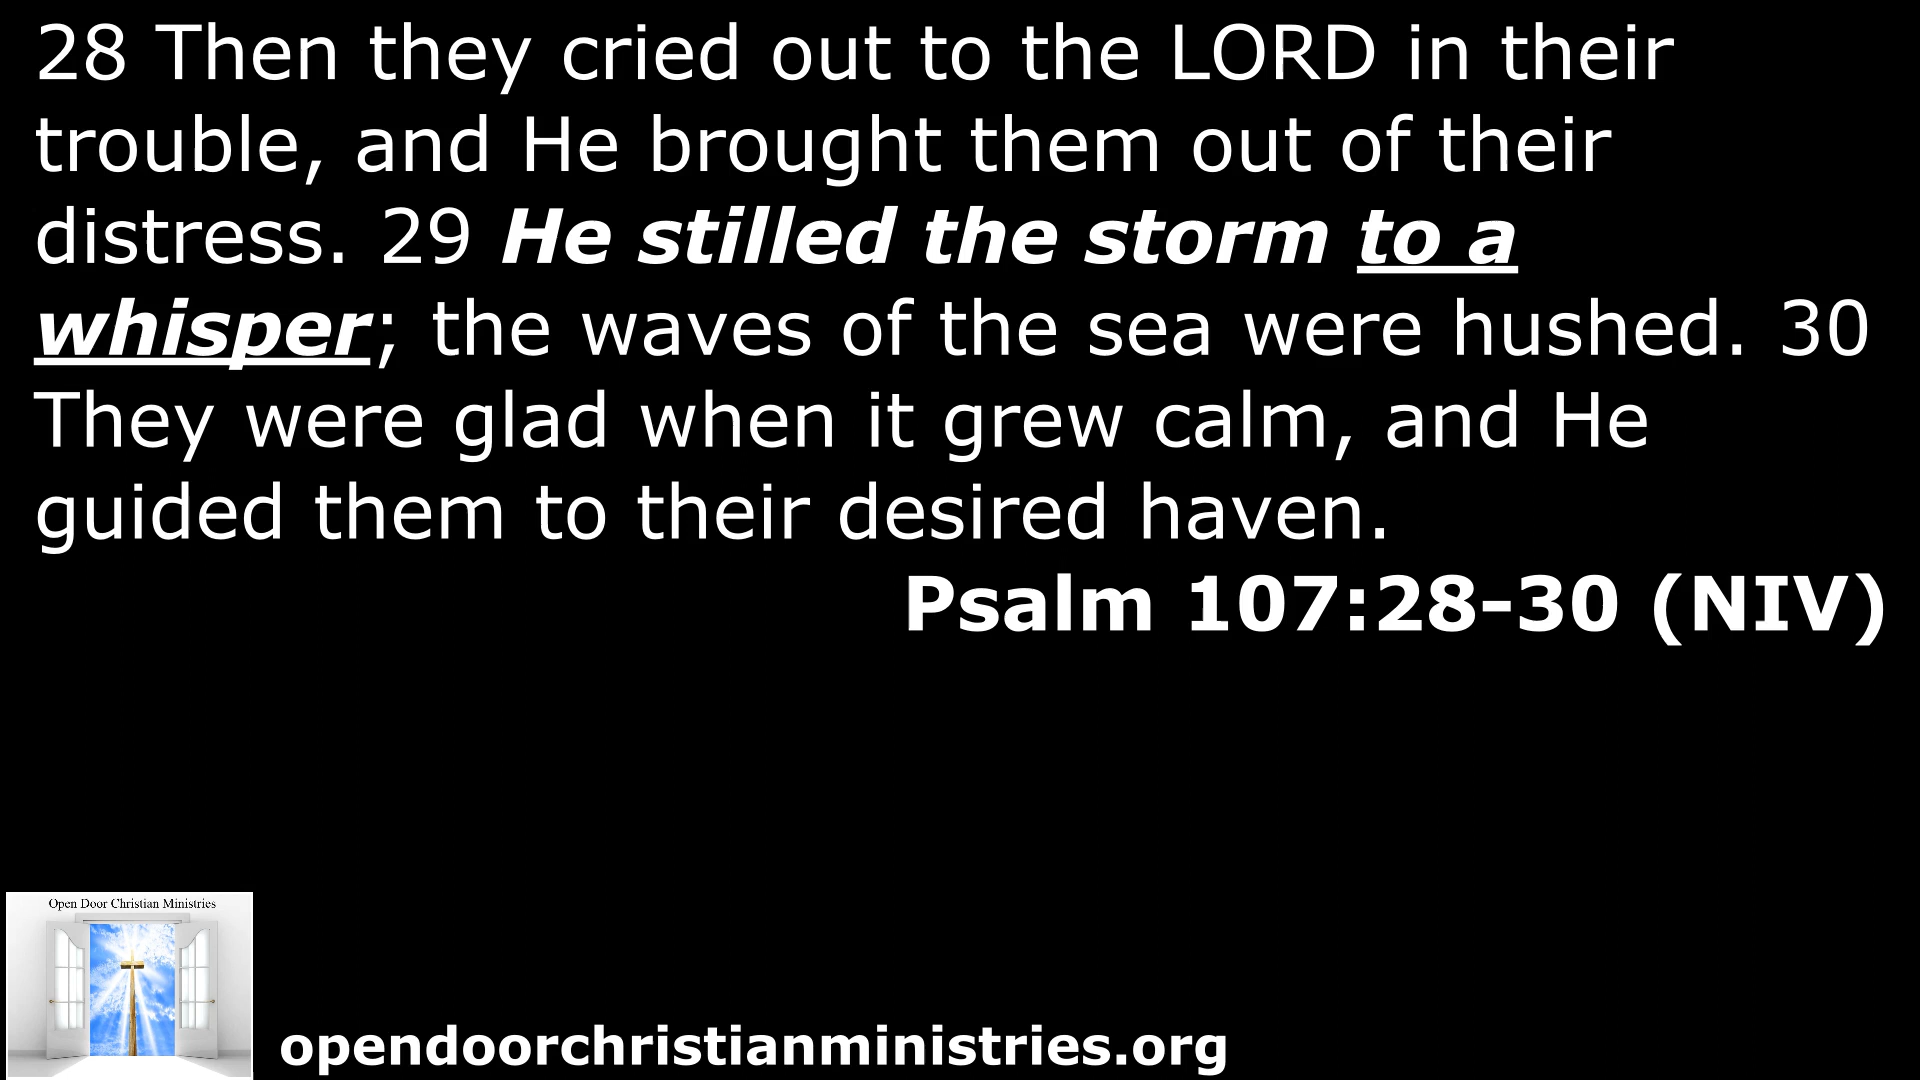 28 Then they cried out to the LORD in their
trouble, and He brought them out of their
distress. 29 He stilled the storm to a
whisper; the waves of the sea were hushed. 30
They were glad when it grew calm, and He
guided them to their desired haven.
Psalm 107:28-30 (NIV)
Open Door Christian Ministries
opendoorchristianministries.org